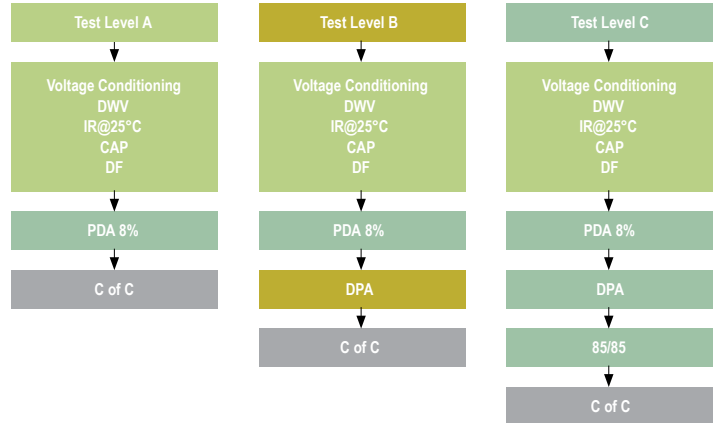 Test Level A
Voltage Conditioning
DWV
IR@25°C
CAP
DF
PDA 8%
C of C
Test Level B
Voltage Conditioning
DWV
IR@25°C
CAP
DF
PDA 8%
DPA
C of C
Test Level C
Voltage Conditioning
DWV
IR@25°C
CAP
DF
PDA 8%
DPA
85/85
C of C